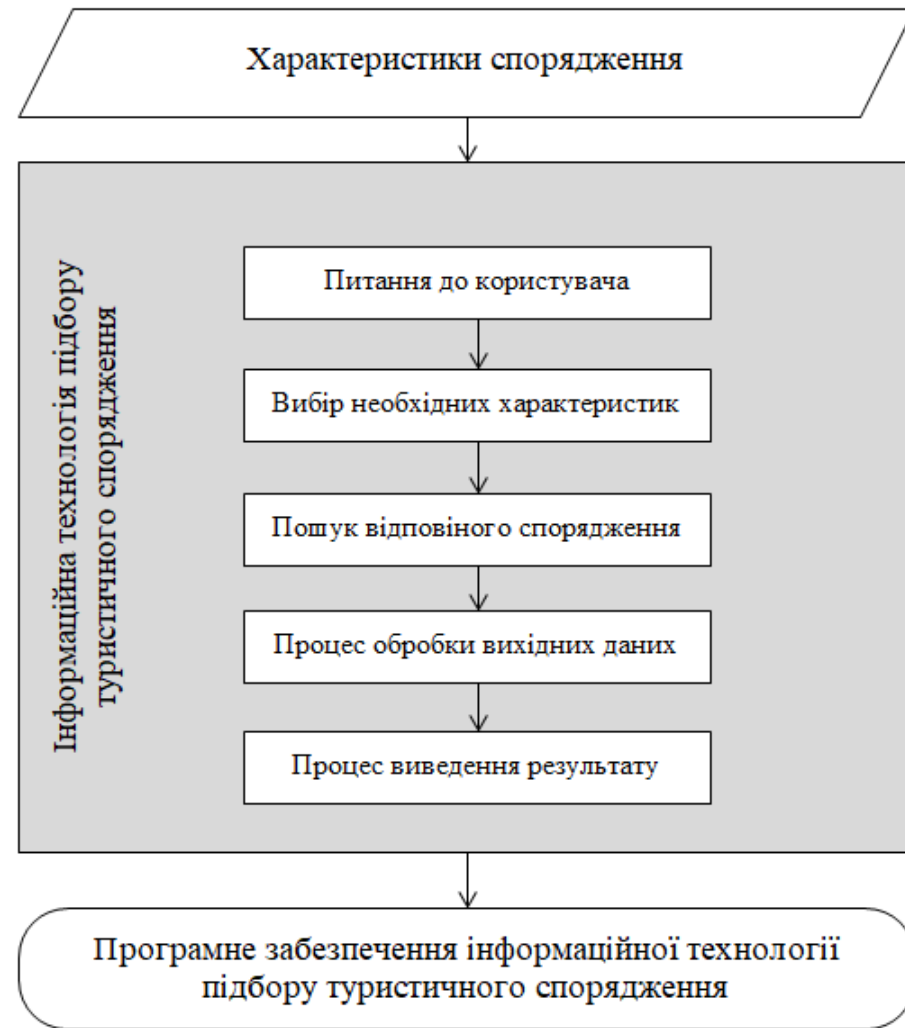 Характеристики спорядження
Інформаційна технологія підбору
туристичного спорядження
Питання до користувача
Вибір необхідних характеристик
Пошук відповіного спорядження
Процес обробки вихідних даних
Процес виведення результату
Програмне забезпечення інформаційної технології
підбору туристичного спорядження